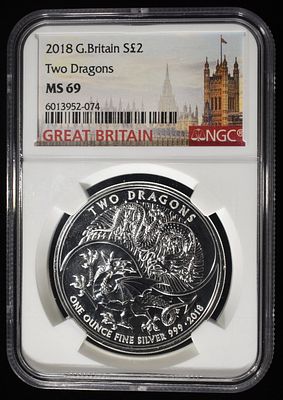 2018 G.Britain S£2
Two Dragons
MS 69
6013952-074
GREAT BRITAIN
NGC
TWO DRAGONS
ONE OUNCE FINE SILVER 999 · 2018